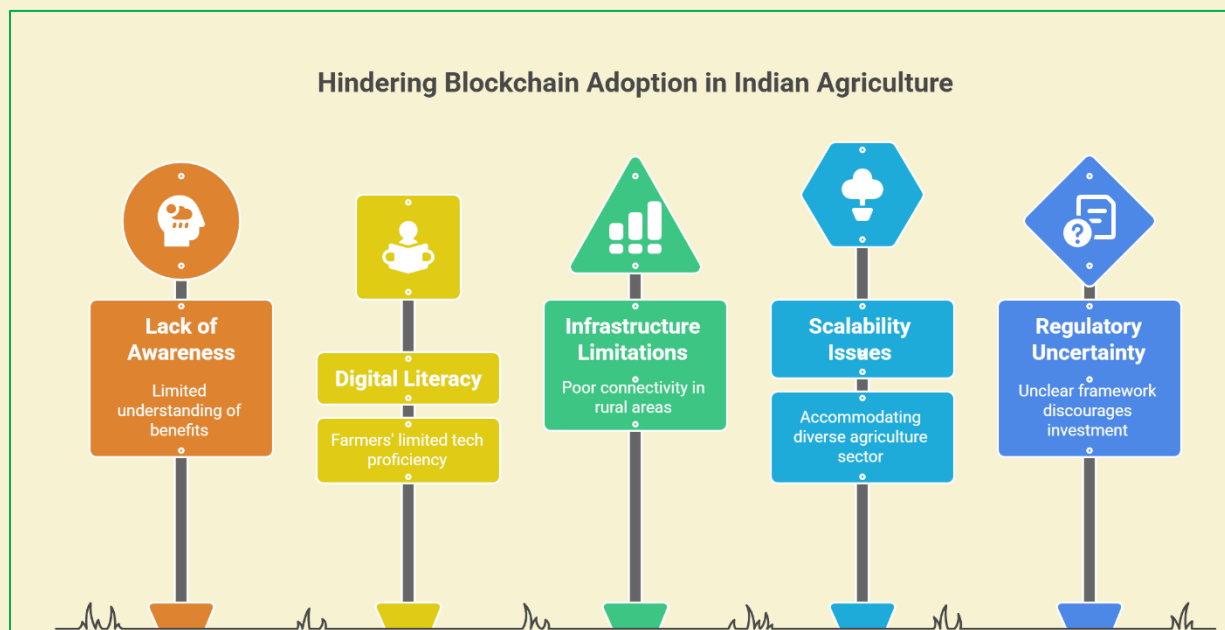 Hindering Blockchain Adoption in Indian Agriculture
Lack of
Awareness
Limited
understanding of
benefits
Digital Literacy
Farmers' limited tech
proficiency
Infrastructure
Limitations
Poor connectivity in
rural areas
Scalability
Issues
Accommodating
diverse agriculture
sector
Regulatory
Uncertainty
Unclear framework
discourages
investment